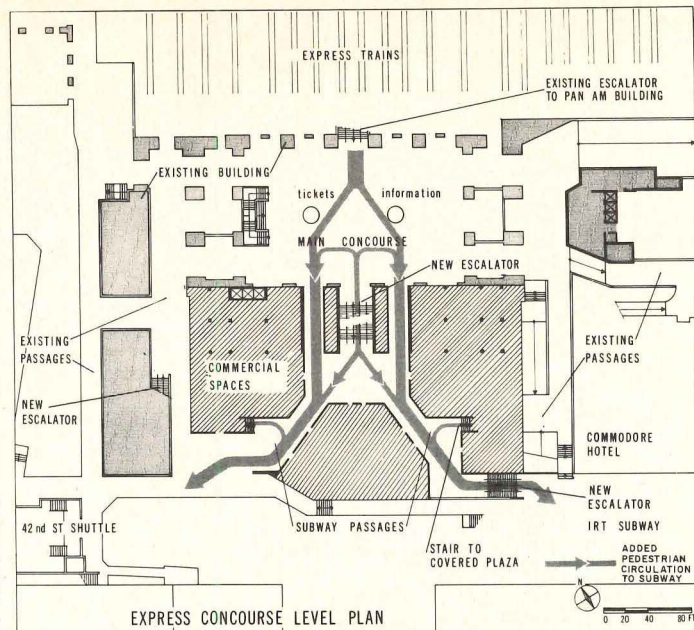 EXPRESS TRAINS
EXISTING ESCALATOR
TO PAN AM BUILDING
EXISTING BUILDING
tickets
information
MAIN CONCOURSE
NEW ESCALATOR
EXISTING
PASSAGES
COMMERCIAL
SPACES
EXISTING
PASSAGES
NEW
ESCALATOR
COMMODORE
HOTEL
42nd ST SHUTTLE
SUBWAY PASSAGES
NEW
ESCALATOR
IRT SUBWAY
STAIR TO
COVERED PLAZA
ADDED
PEDESTRIAN
CIRCULATION
TO SUBWAY
N
0 20 40 80 FT
EXPRESS CONCOURSE LEVEL PLAN